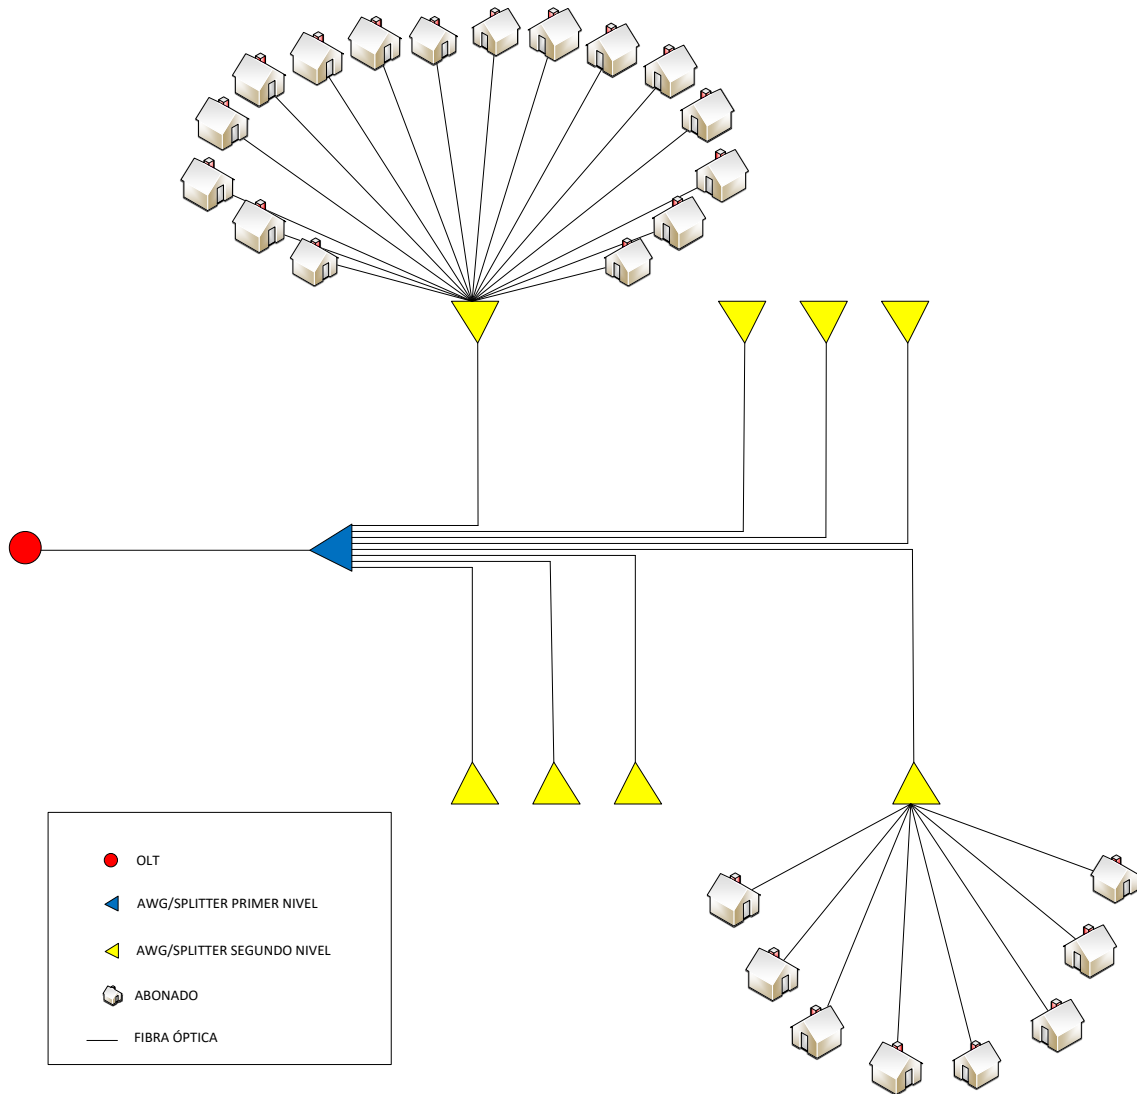 OLT
AWG/SPLITTER PRIMER NIVEL
AWG/SPLITTER SEGUNDO NIVEL
ABONADO
FIBRA ÓPTICA